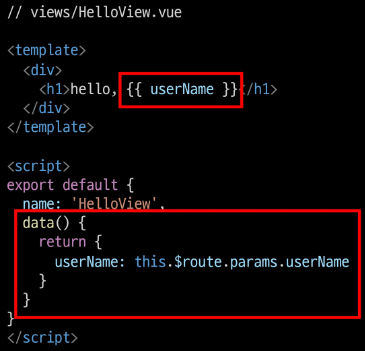 // views/HelloView.vue
<template>
<div>
<h1>hello, {{ userName }}</h1>
</div>
</template>
<script>
export default {
name: 'HelloView',
data() {
return {
userName: this.$route.params.userName
}
}
}
</script>